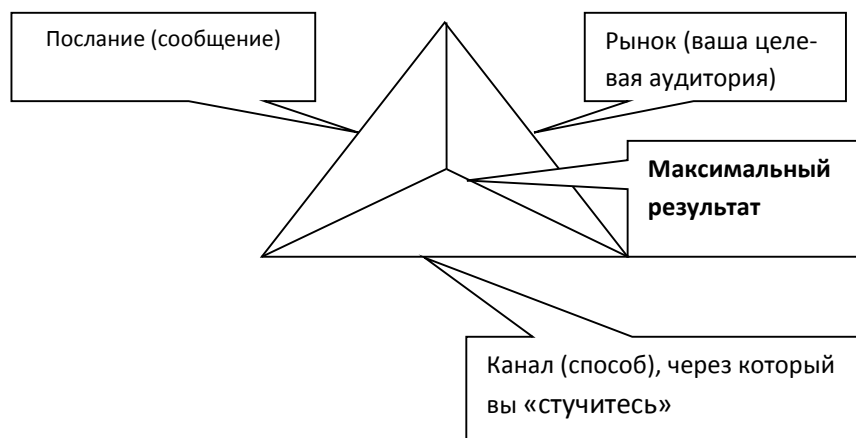 Послание (сообщение)
Рынок (ваша целе-
вая аудитория)
Максимальный
результат
Канал (способ), через который
вы «стучитесь»